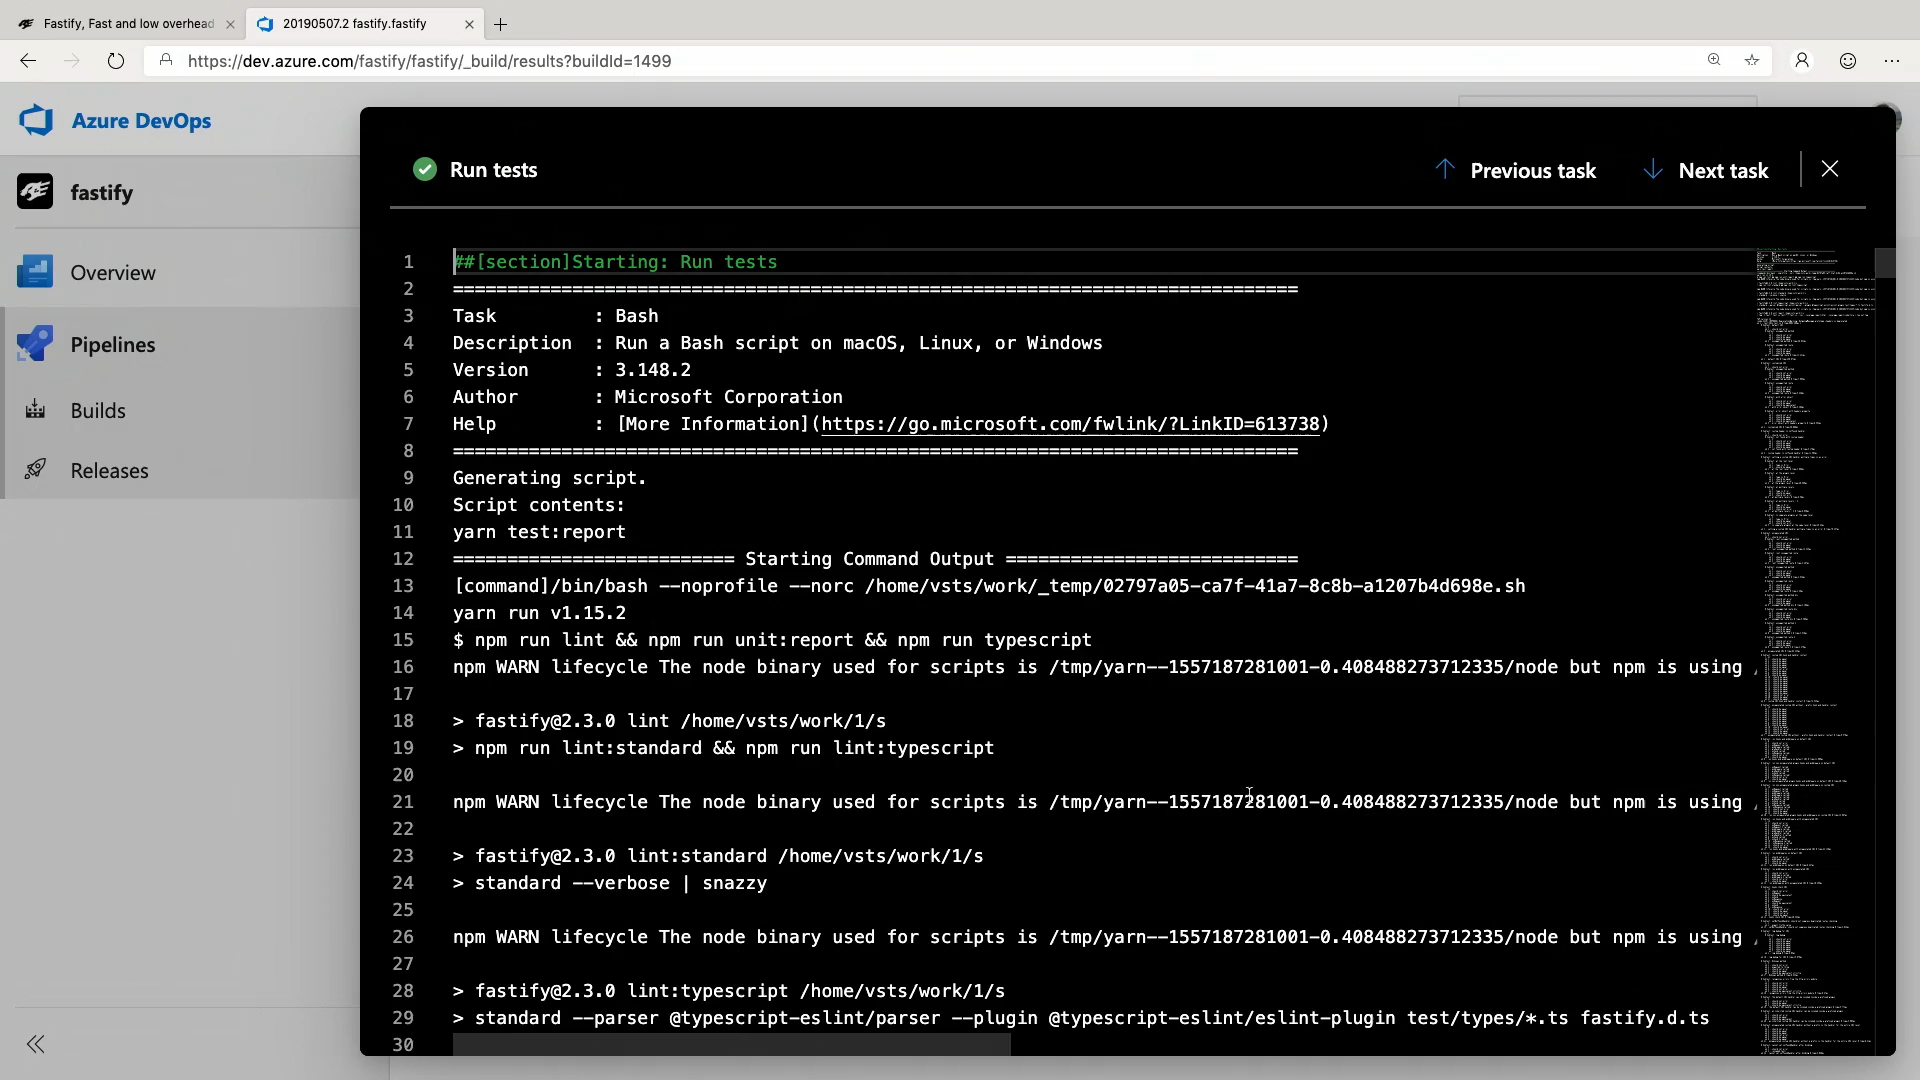 Fastify, Fast and low overhead
20190507.2 fastify.fastify
https://dev.azure.com/fastify/fastify/_build/results?buildId=1499
Azure DevOps
fastify
Overview
Pipelines
Builds
Releases
Run tests
Previous task
Next task
1 ##[section]Starting: Run tests
2 ==============================================================================
3 Task         : Bash
4 Description  : Run a Bash script on macOS, Linux, or Windows
5 Version      : 3.148.2
6 Author       : Microsoft Corporation
7 Help         : [More Information](https://go.microsoft.com/fwlink/?LinkID=613738)
8 ==============================================================================
9 Generating script.
10 Script contents:
11 yarn test:report
12 ========================== Starting Command Output ===========================
13 [command]/bin/bash --noprofile --norc /home/vsts/work/_temp/02797a05-ca7f-41a7-8c8b-a1207b4d698e.sh
14 yarn run v1.15.2
15 $ npm run lint && npm run unit:report && npm run typescript
16 npm WARN lifecycle The node binary used for scripts is /tmp/yarn--1557187281001-0.408488273712335/node but npm is using /
17
18 > fastify@2.3.0 lint /home/vsts/work/1/s
19 > npm run lint:standard && npm run lint:typescript
20
21 npm WARN lifecycle The node binary used for scripts is /tmp/yarn--1557187281001-0.408488273712335/node but npm is using /
22
23 > fastify@2.3.0 lint:standard /home/vsts/work/1/s
24 > standard --verbose | snazzy
25
26 npm WARN lifecycle The node binary used for scripts is /tmp/yarn--1557187281001-0.408488273712335/node but npm is using /
27
28 > fastify@2.3.0 lint:typescript /home/vsts/work/1/s
29 > standard --parser @typescript-eslint/parser --plugin @typescript-eslint/eslint-plugin test/types/*.ts fastify.d.ts
30